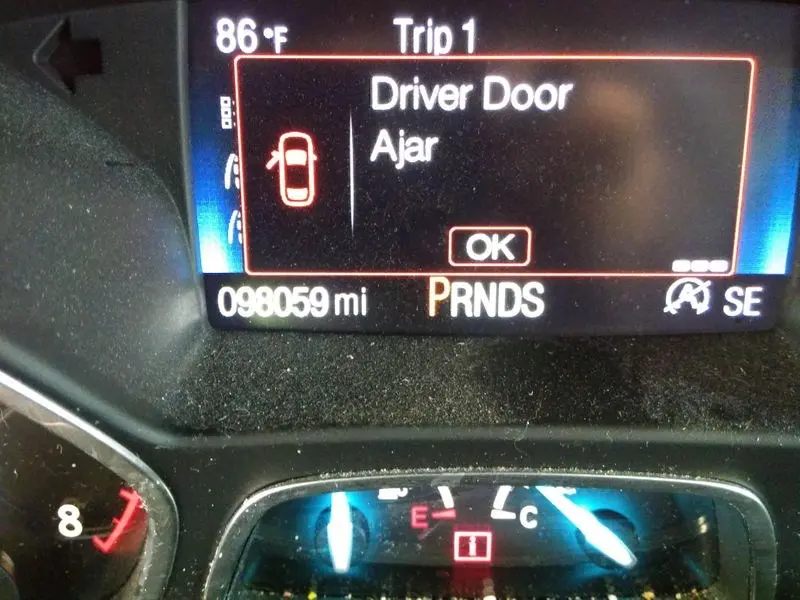 86°F Trip 1
Driver Door
Ajar
OK
098059 mi PRNDS SE
8
E C